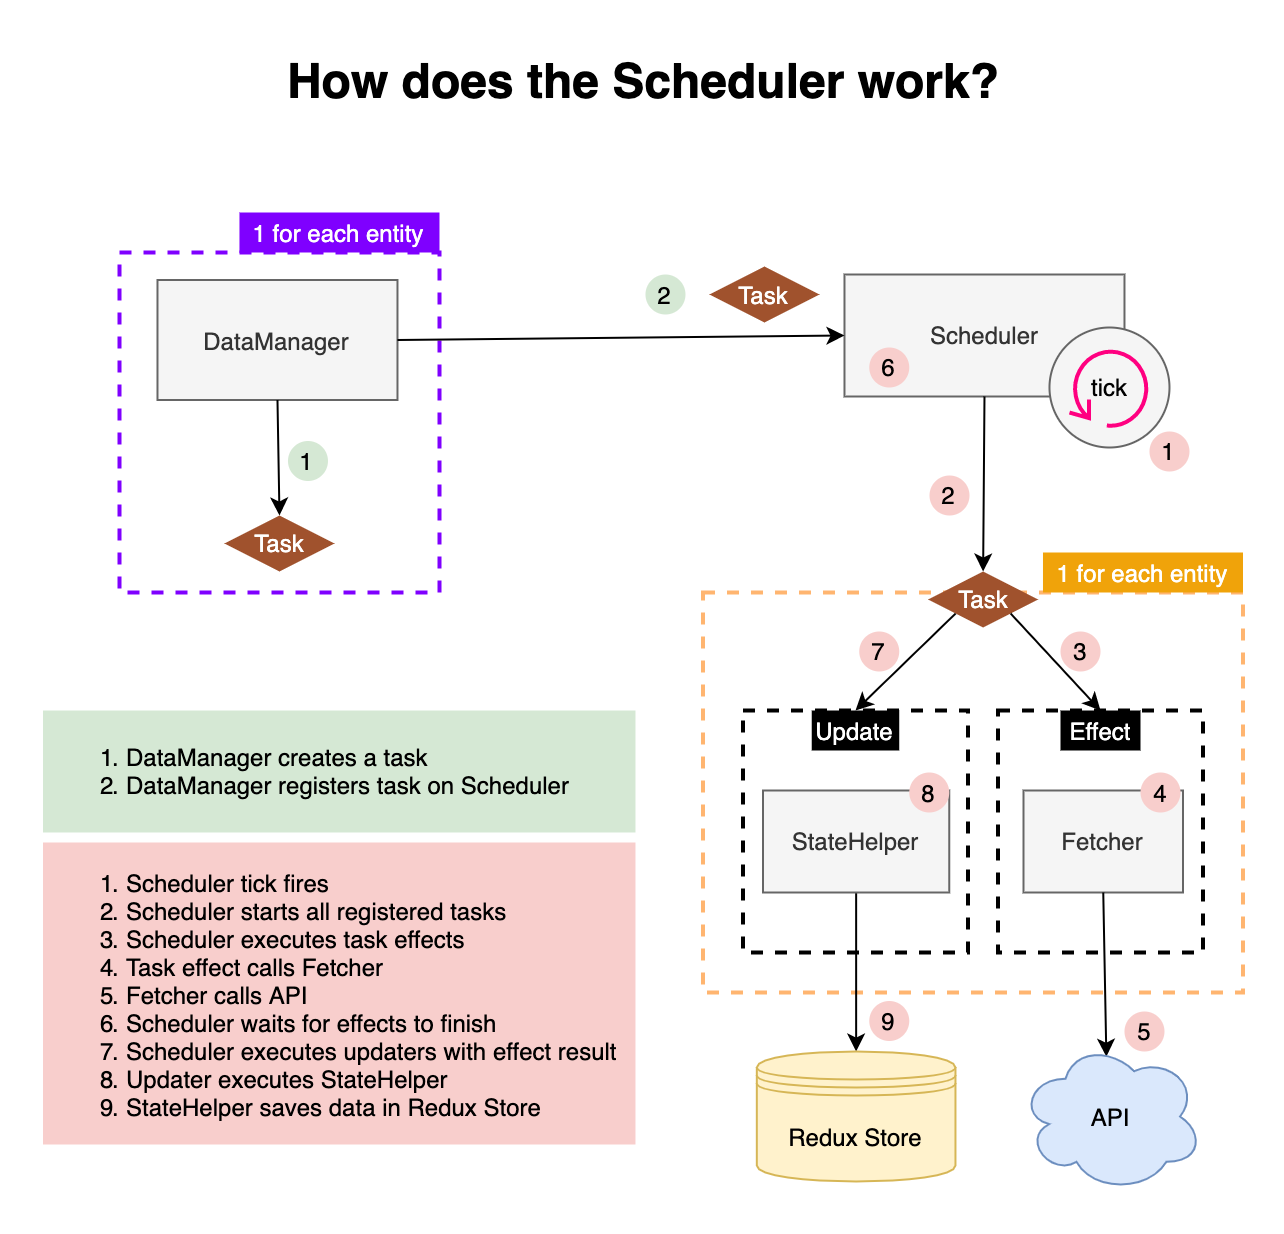 How does the Scheduler work?
1 for each entity
DataManager
1
Task
2
Task
Scheduler
6
tick
1
2
1 for each entity
Task
7
3
Update
Effect
8
StateHelper
4
Fetcher
9
5
Redux Store
API
1. DataManager creates a task
2. DataManager registers task on Scheduler
1. Scheduler tick fires
2. Scheduler starts all registered tasks
3. Scheduler executes task effects
4. Task effect calls Fetcher
5. Fetcher calls API
6. Scheduler waits for effects to finish
7. Scheduler executes updaters with effect result
8. Updater executes StateHelper
9. StateHelper saves data in Redux Store